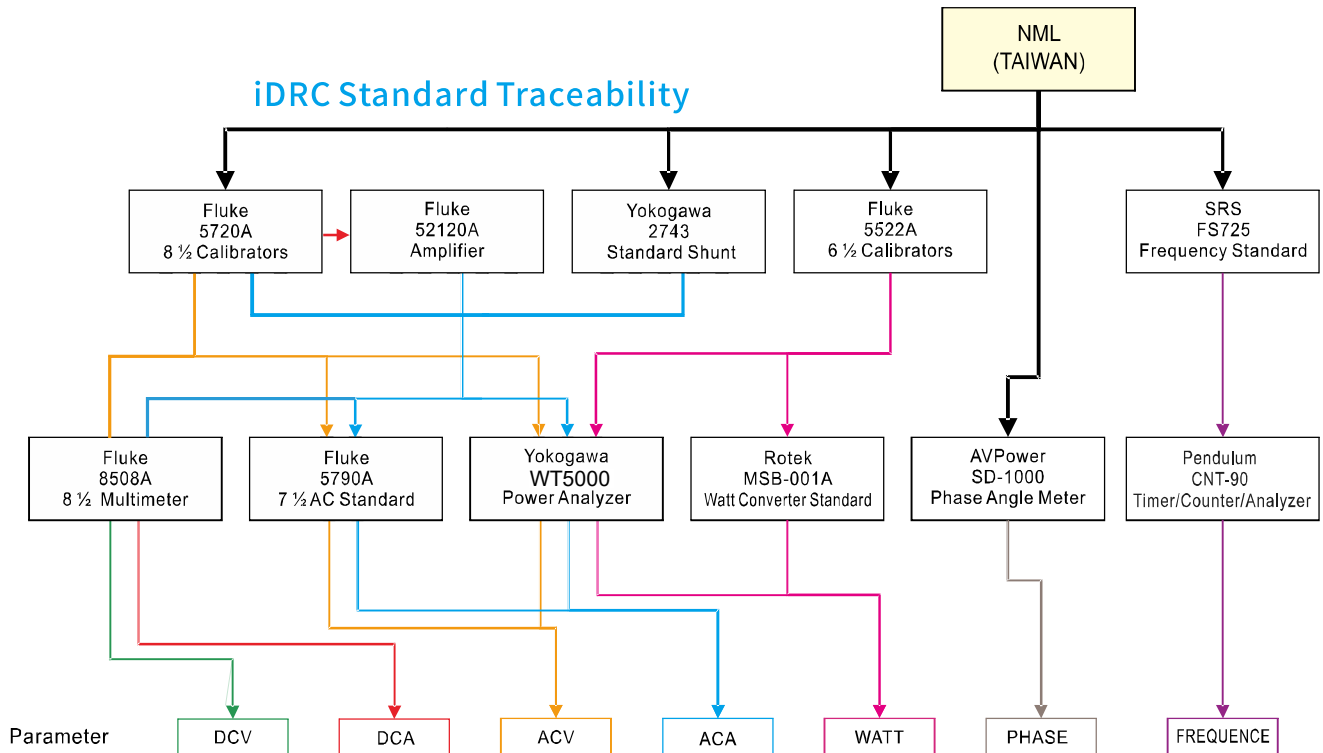 NML
(TAIWAN)
iDRC Standard Traceability
Fluke
5720A
8 ½ Calibrators
Fluke
52120A
Amplifier
Yokogawa
2743
Standard Shunt
Fluke
5522A
6 ½ Calibrators
SRS
FS725
Frequency Standard
Fluke
8508A
8 ½ Multimeter
Fluke
5790A
7 ½ AC Standard
Yokogawa
WT5000
Power Analyzer
Rotek
MSB-001A
Watt Converter Standard
AVPower
SD-1000
Phase Angle Meter
Pendulum
CNT-90
Timer/Counter/Analyzer
Parameter
DCV
DCA
ACV
ACA
WATT
PHASE
FREQUENCE